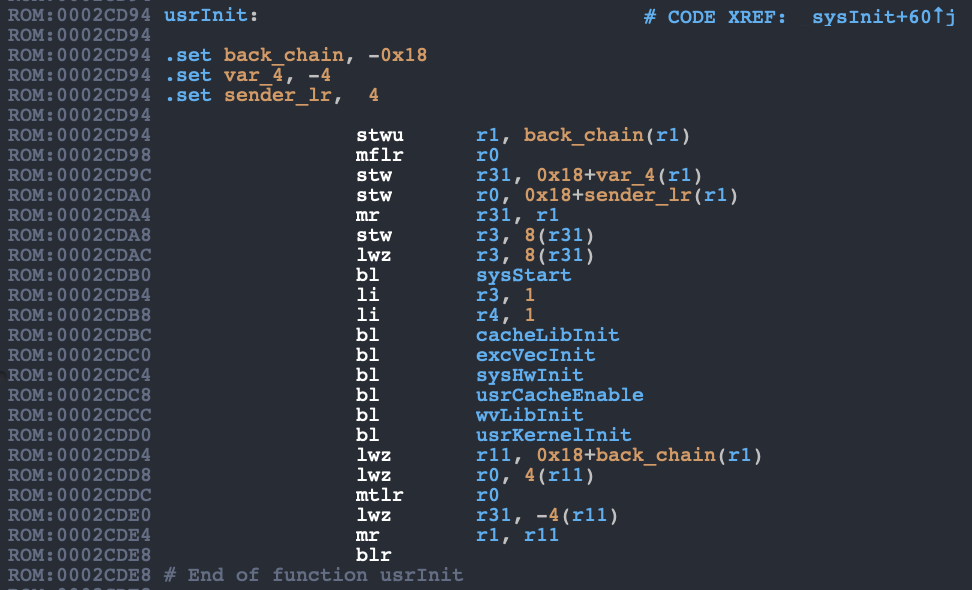 ROM:0002CD94 usrInit: # CODE XREF: sysInit+60↑j
ROM:0002CD94
ROM:0002CD94 .set back_chain, -0x18
ROM:0002CD94 .set var_4, -4
ROM:0002CD94 .set sender_lr, 4
ROM:0002CD94
ROM:0002CD94 stwu r1, back_chain(r1)
ROM:0002CD98 mflr r0
ROM:0002CD9C stw r31, 0x18+var_4(r1)
ROM:0002CDA0 stw r0, 0x18+sender_lr(r1)
ROM:0002CDA4 mr r31, r1
ROM:0002CDA8 stw r3, 8(r31)
ROM:0002CDAC lwz r3, 8(r31)
ROM:0002CDB0 bl sysStart
ROM:0002CDB4 li r3, 1
ROM:0002CDB8 li r4, 1
ROM:0002CDBC bl cacheLibInit
ROM:0002CDC0 bl excVecInit
ROM:0002CDC4 bl sysHwInit
ROM:0002CDC8 bl usrCacheEnable
ROM:0002CDCC bl wvLibInit
ROM:0002CDD0 bl usrKernelInit
ROM:0002CDD4 lwz r11, 0x18+back_chain(r1)
ROM:0002CDD8 lwz r0, 4(r11)
ROM:0002CDDC mtlr r0
ROM:0002CDE0 lwz r31, -4(r11)
ROM:0002CDE4 mr r1, r11
ROM:0002CDE8 blr
ROM:0002CDE8 # End of function usrInit